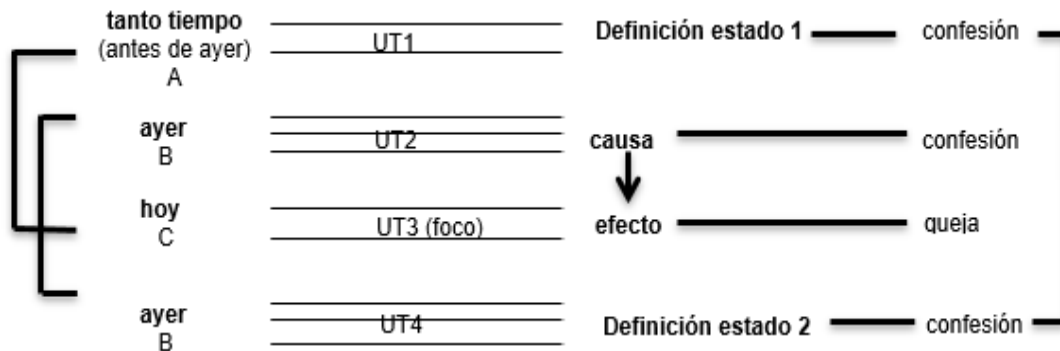 tanto tiempo
(antes de ayer)
A
UT1
Definición estado 1
confesión
ayer
B
UT2
causa
confesión
hoy
C
UT3 (foco)
efecto
queja
ayer
B
UT4
Definición estado 2
confesión